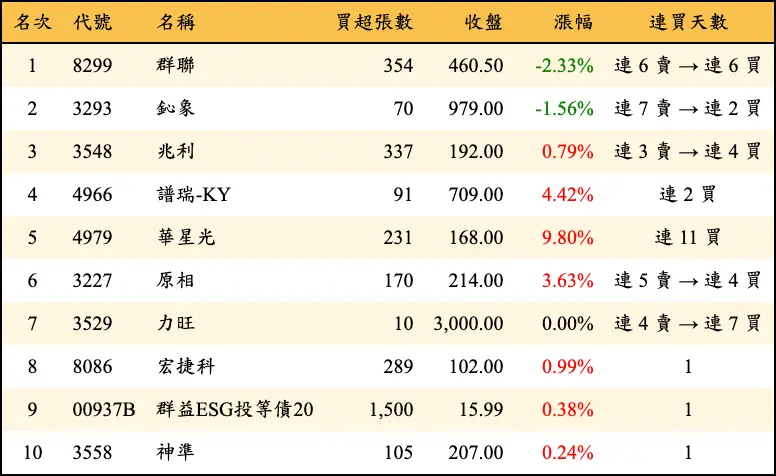 名次 代號 名稱 買超張數 收盤 漲幅 連買天數
1 8299 群聯 354 460.50 -2.33% 連 6 賣 → 連 6 買
2 3293 鈊象 70 979.00 -1.56% 連 7 賣 → 連 2 買
3 3548 兆利 337 192.00 0.79% 連 3 賣 → 連 4 買
4 4966 譜瑞-KY 91 709.00 4.42% 連 2 買
5 4979 華星光 231 168.00 9.80% 連 11 買
6 3227 原相 170 214.00 3.63% 連 5 賣 → 連 4 買
7 3529 力旺 10 3,000.00 0.00% 連 4 賣 → 連 7 買
8 8086 宏捷科 289 102.00 0.99% 1
9 00937B 群益ESG投等債20 1,500 15.99 0.38% 1
10 3558 神準 105 207.00 0.24% 1